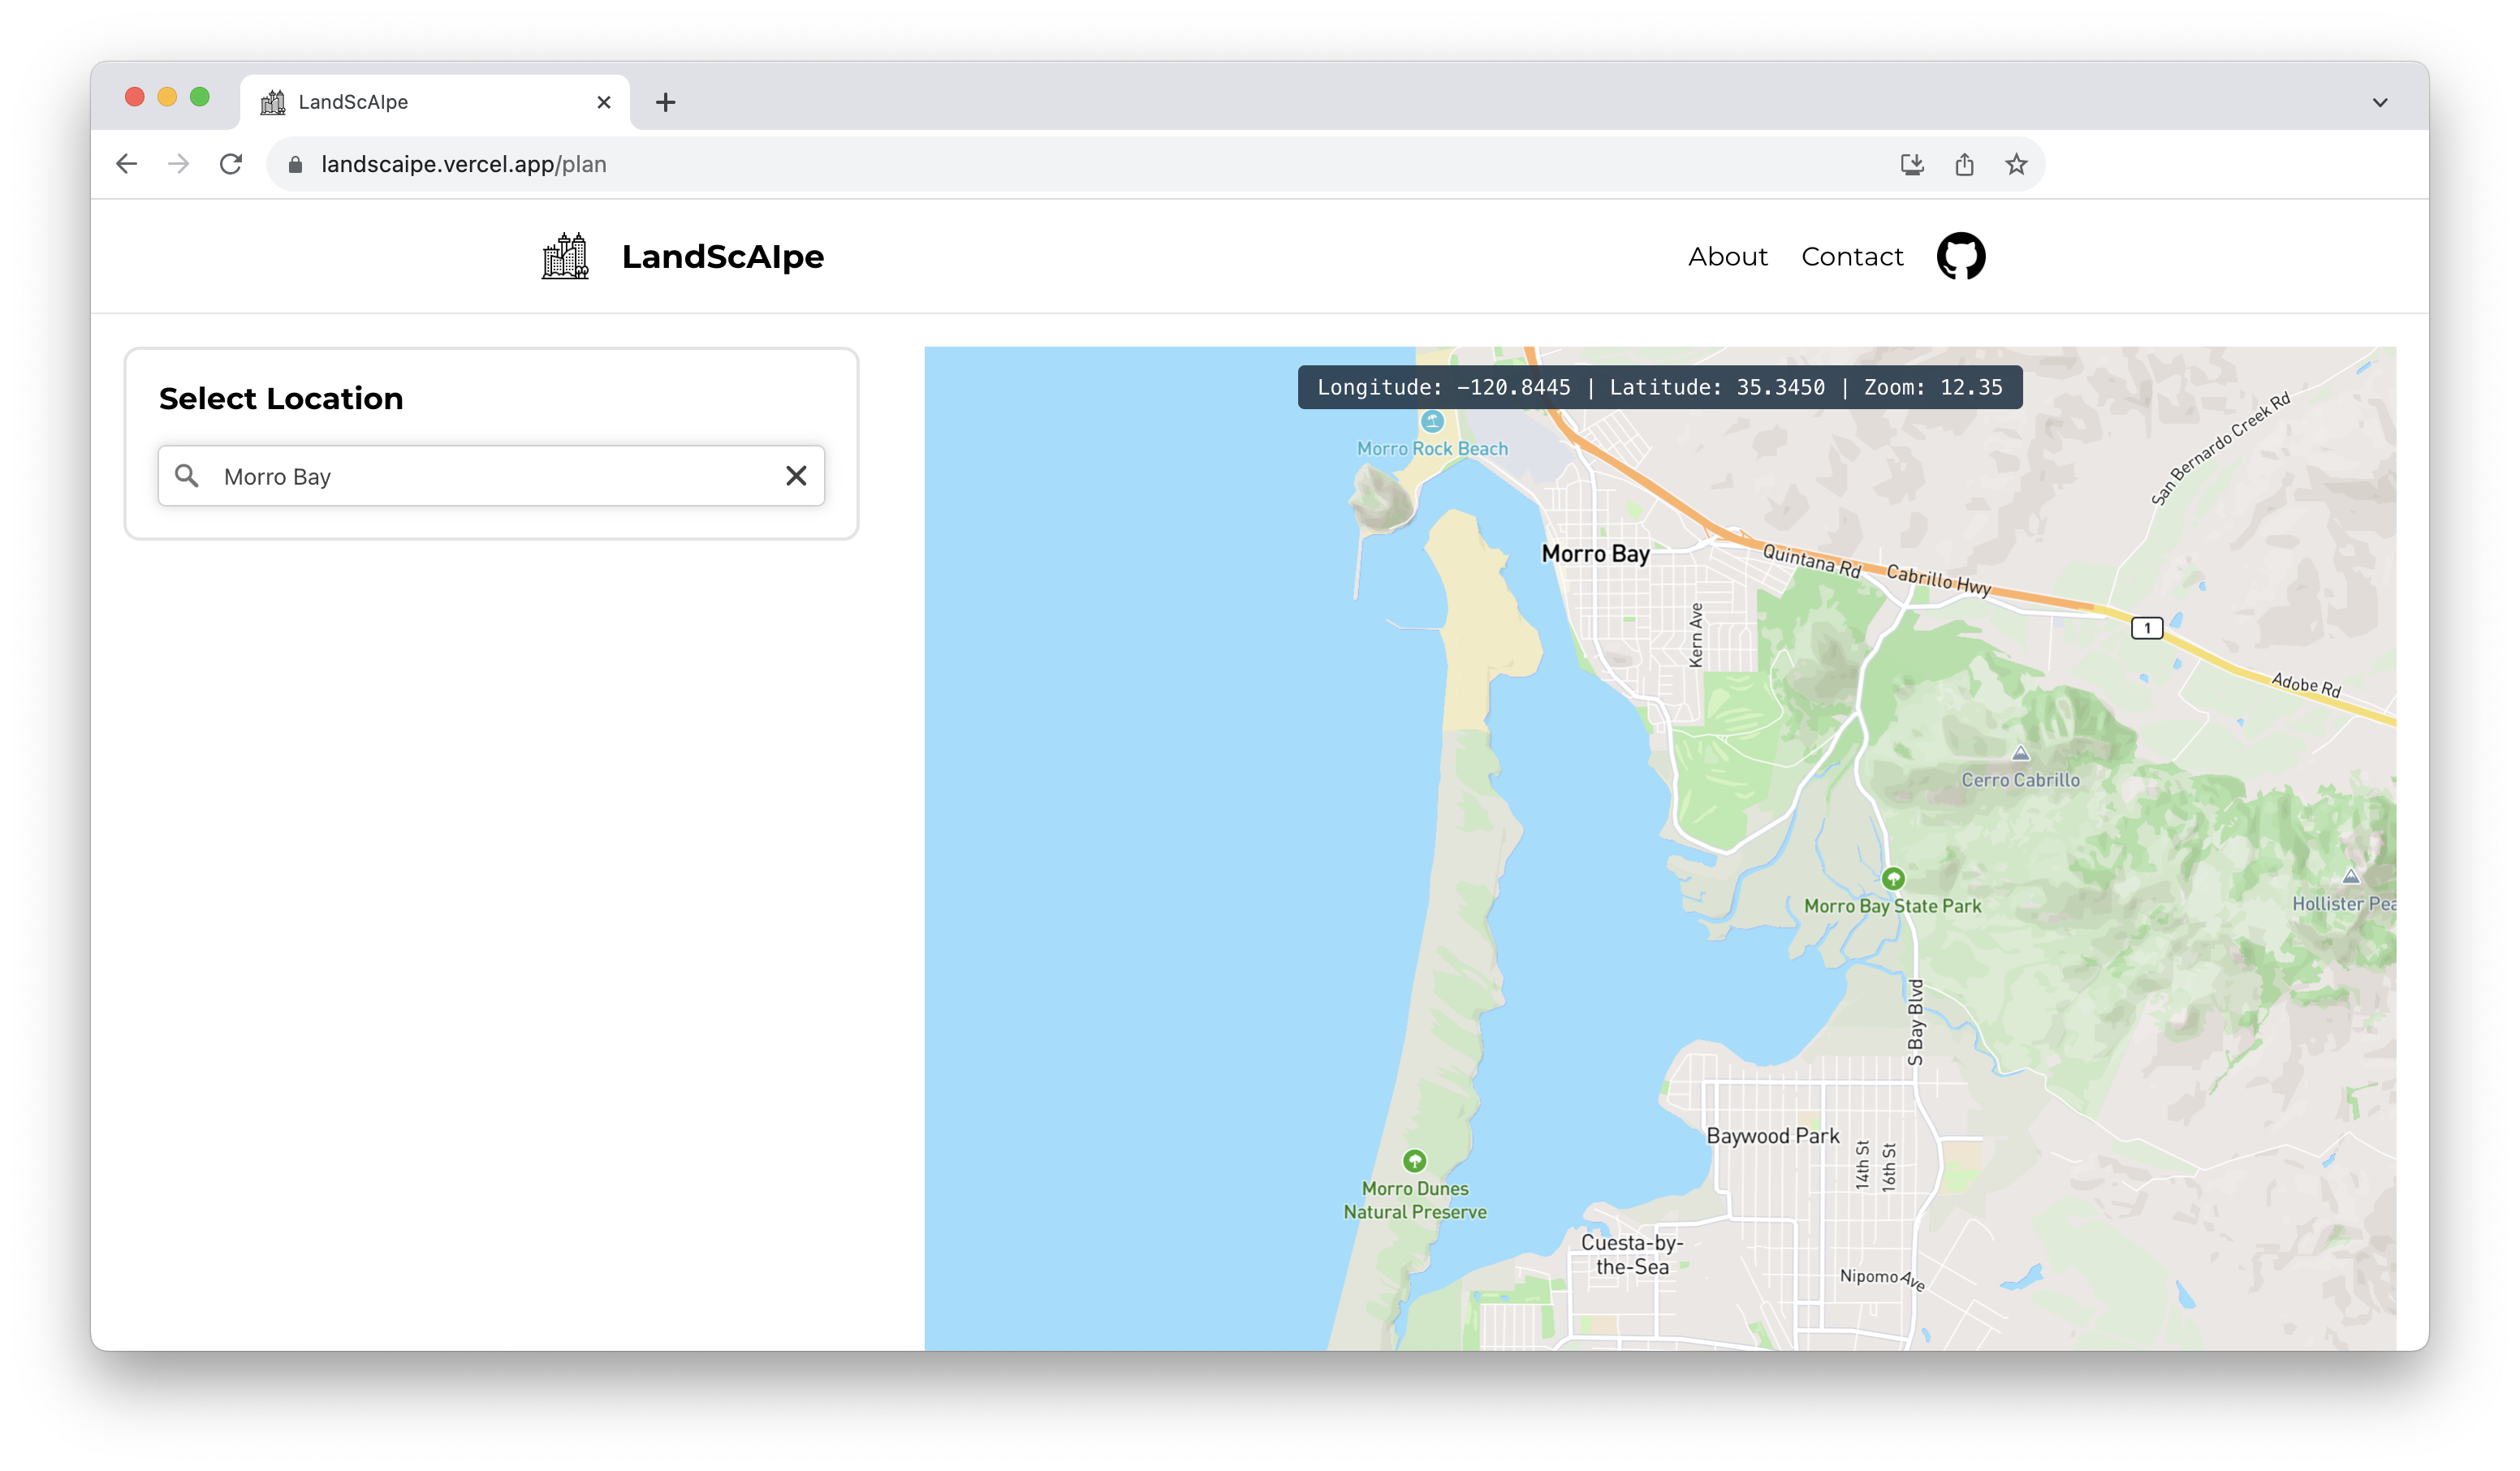 LandScAIpe
landscaipe.vercel.app/plan
LandScAIpe
About
Contact
Select Location
Morro Bay
Longitude: -120.8445 | Latitude: 35.3450 | Zoom: 12.35
San Bernardo Creek Rd
Morro Rock Beach
Morro Bay
Quintana Rd
Cabrillo Hwy
Kern Ave
1
Adobe Rd
Cerro Cabrillo
Morro Bay State Park
Hollister Pea
S Bay Blvd
Baywood Park
14th St
16th St
Morro Dunes
Natural Preserve
Cuesta-by-
the-Sea
Nipomo Ave